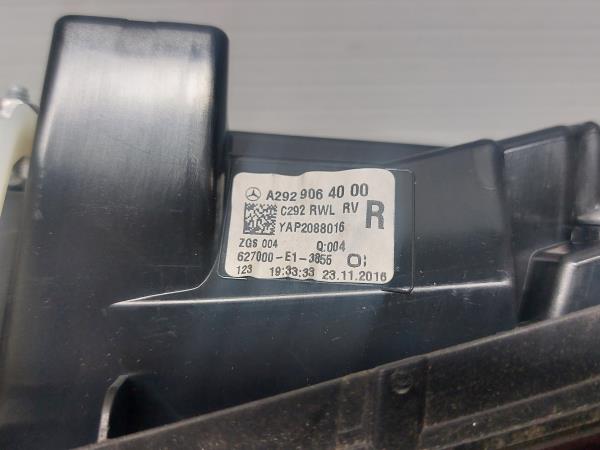 A292 906 40 00
C292 RWL RV R
YAP2088016
ZGS 004 Q:004
627000-E1-3856
123 19:33:33 23.11.2016